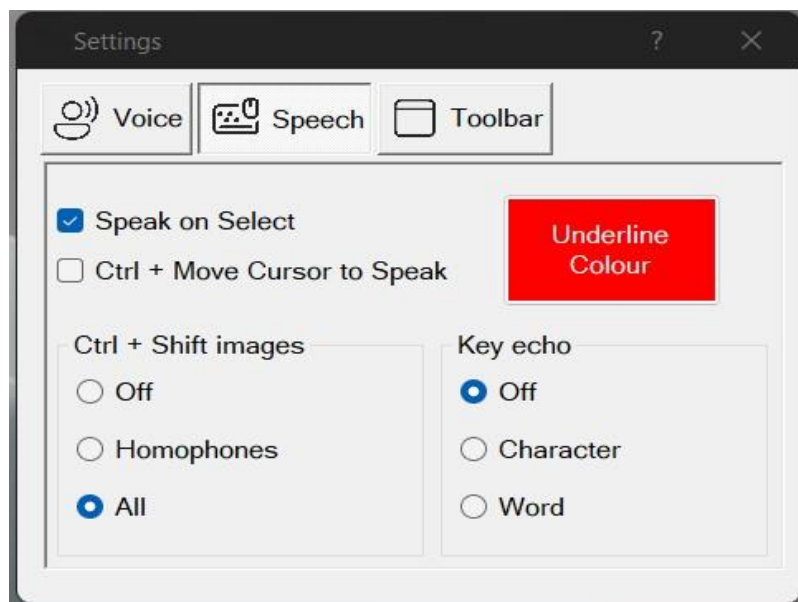 Settings ?
Voice Speech Toolbar
Speak on Select
Ctrl + Move Cursor to Speak
Underline
Colour
Ctrl + Shift images
Off
Homophones
All
Key echo
Off
Character
Word